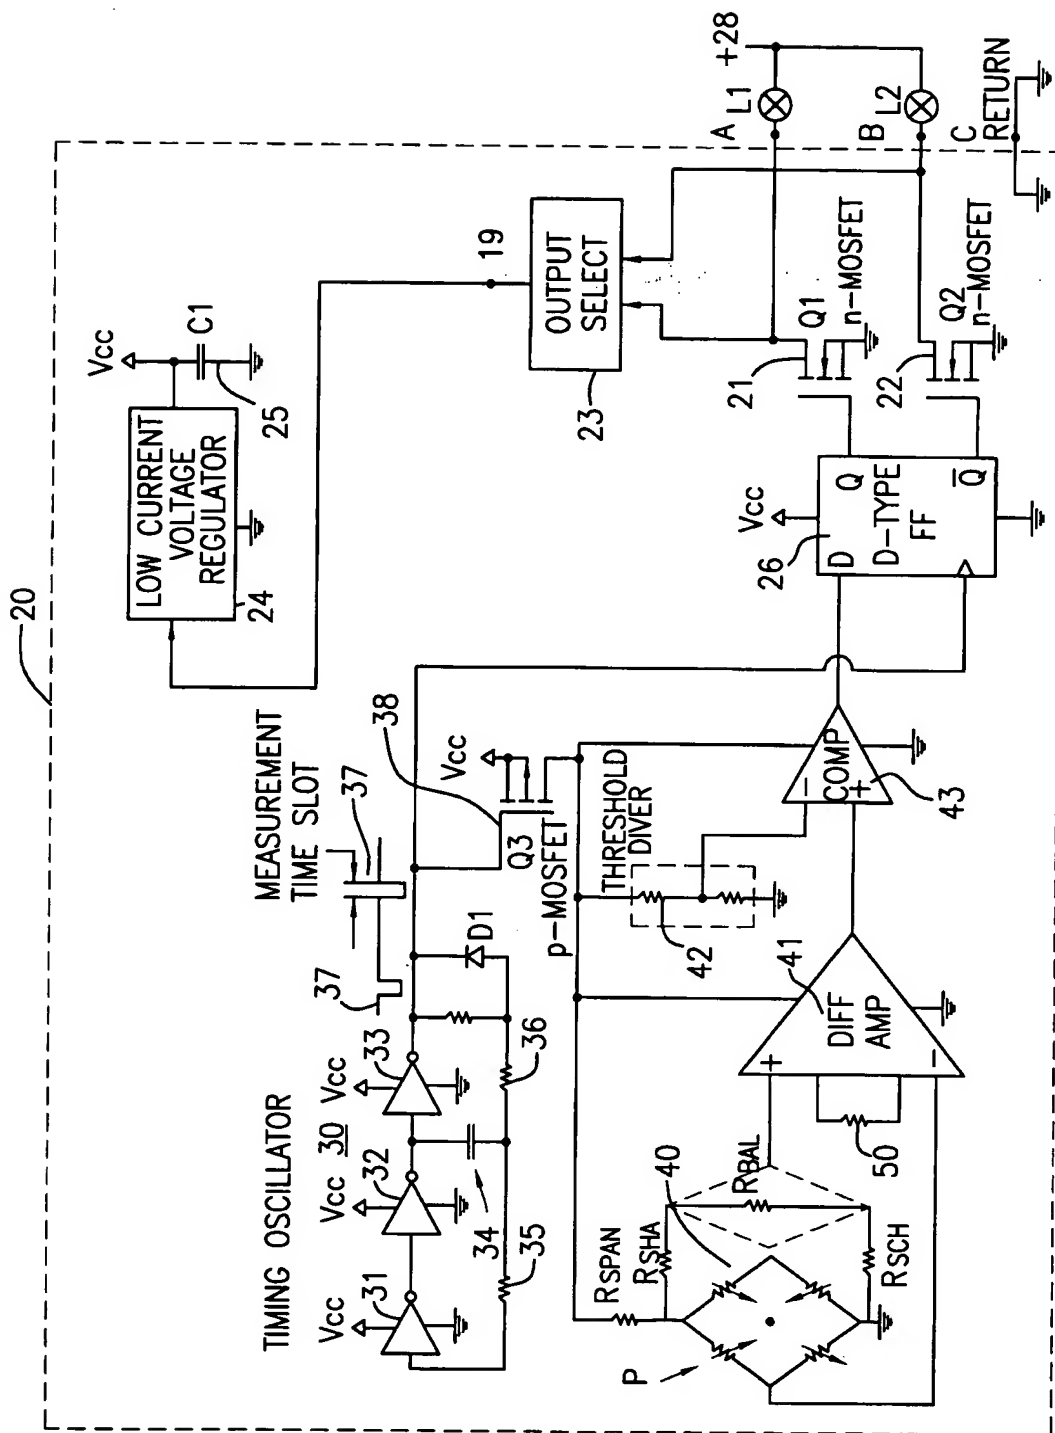 20
LOW CURRENT
VOLTAGE
REGULATOR
24
Vcc
C1
25
19
OUTPUT
SELECT
23
A
L1
+28
B
L2
C
RETURN
Q1
n-MOSFET
21
Q2
n-MOSFET
22
Vcc
26
D
Q
D-TYPE
FF
Q̅
MEASUREMENT
TIME SLOT
37
37
38
Vcc
Q3
p-MOSFET
TIMING OSCILLATOR
30
Vcc
31
Vcc
32
Vcc
33
34
35
36
D1
THRESHOLD
DIVER
42
COMP
-
+
43
DIFF
AMP
+
-
41
50
RSPAN
RSHA
40
RBAL
RSCH
P